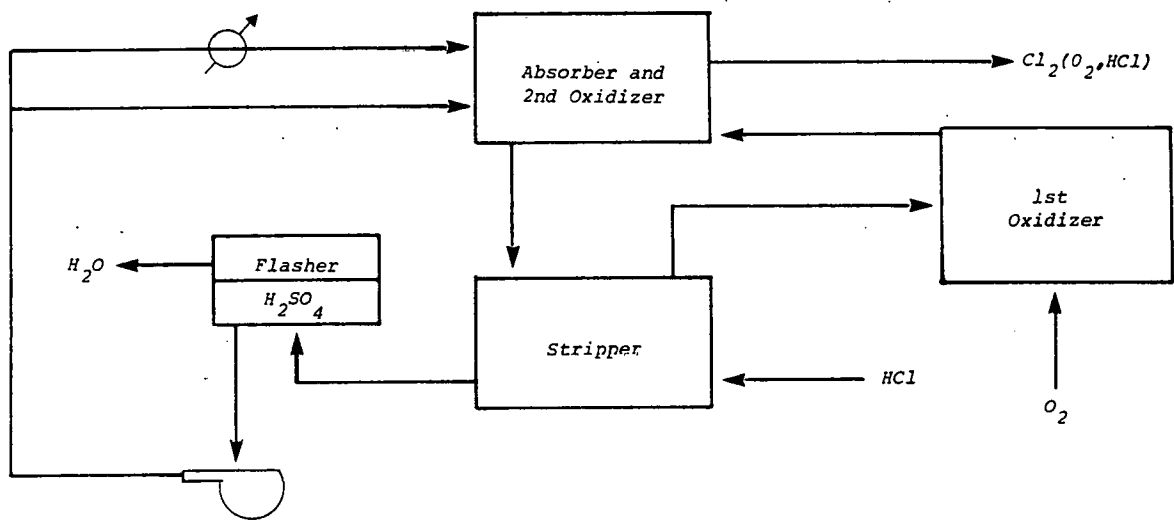 Absorber and
2nd Oxidizer
Cl2(O2,HCl)
1st
Oxidizer
H2O
Flasher
H2SO4
Stripper
HCl
O2